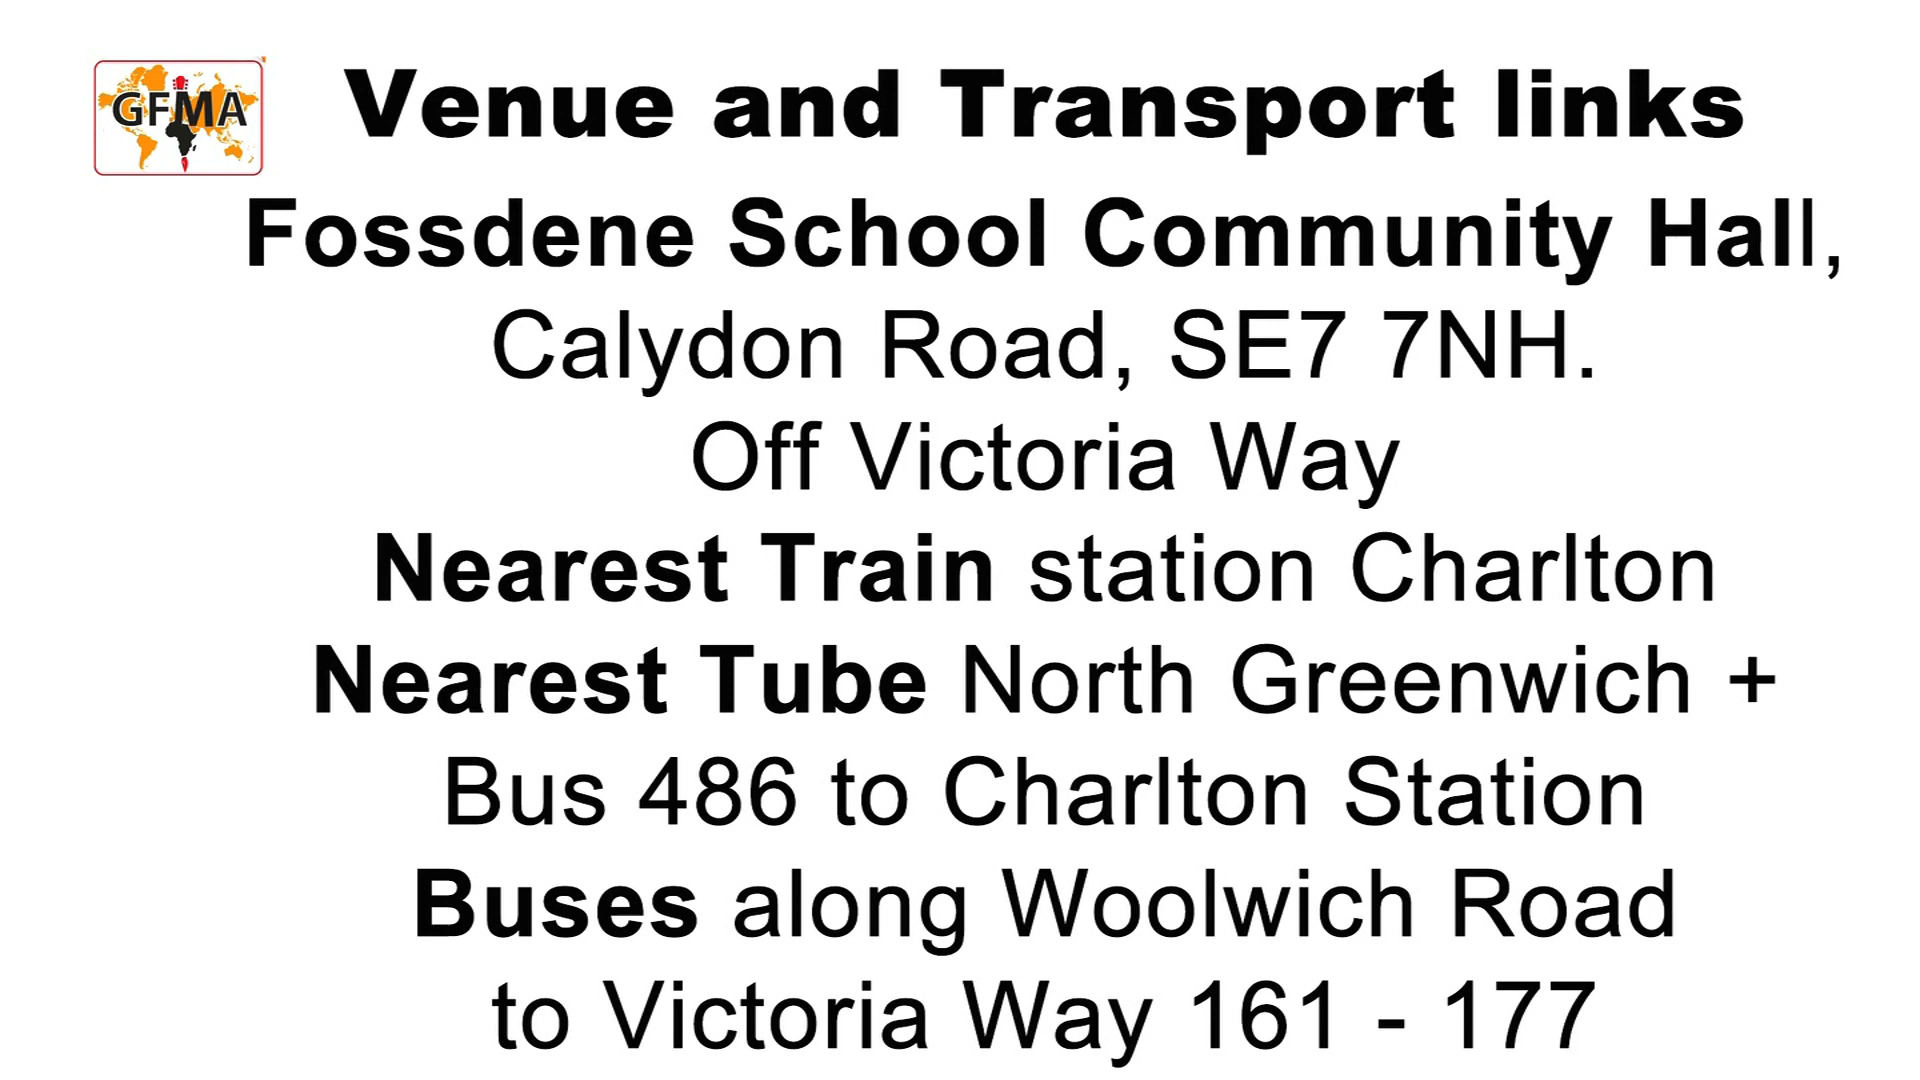 GFMA
Venue and Transport links
Fossdene School Community Hall,
Calydon Road, SE7 7NH.
Off Victoria Way
Nearest Train station Charlton
Nearest Tube North Greenwich +
Bus 486 to Charlton Station
Buses along Woolwich Road
to Victoria Way 161 - 177